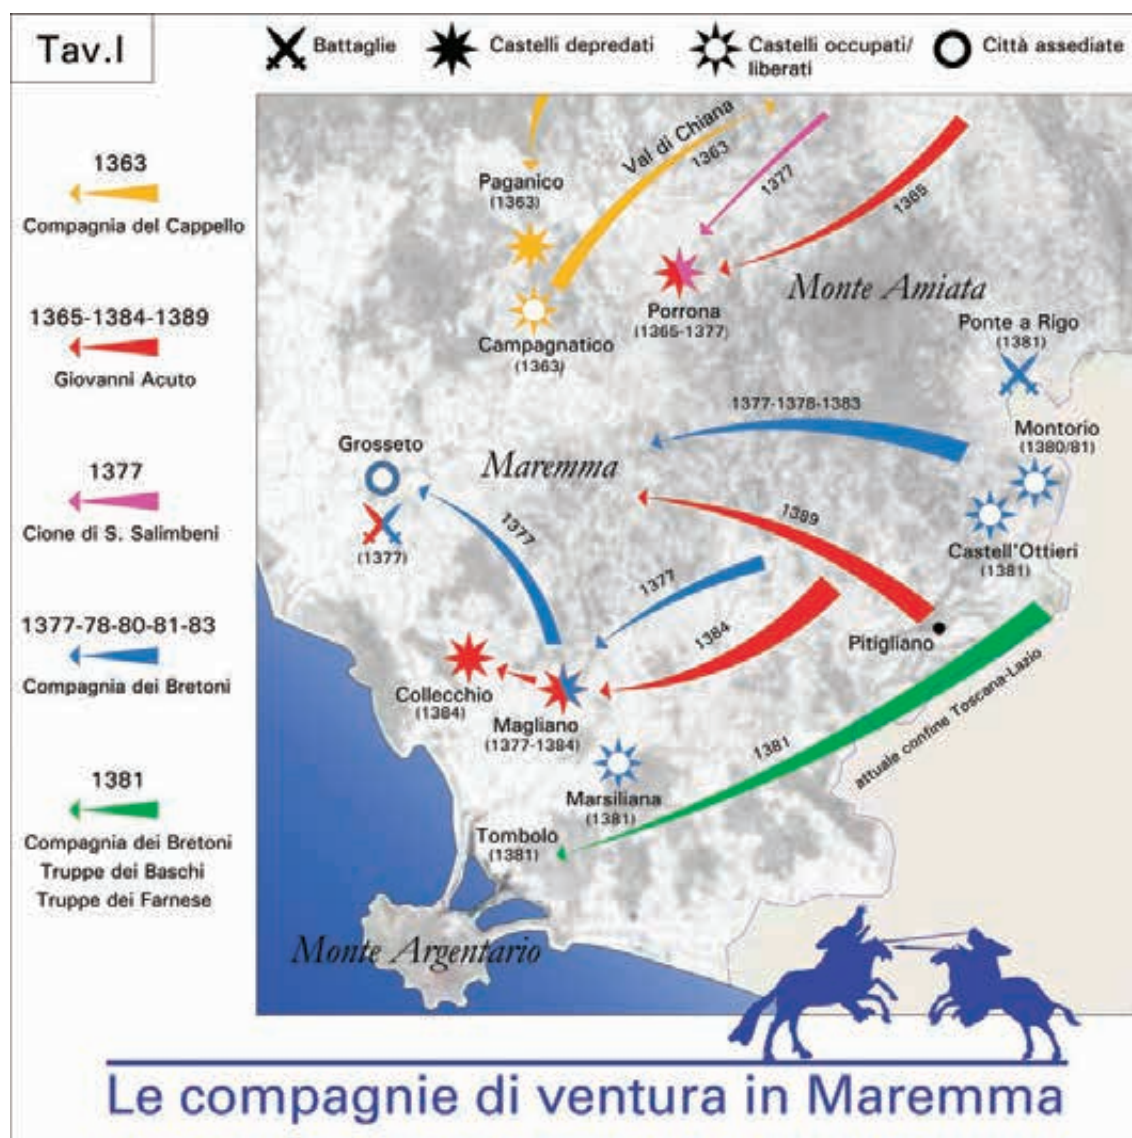 Tav.I
Battaglie
Castelli depredati
Castelli occupati/
liberati
Città assediate
1363
Compagnia del Cappello
1365-1384-1389
Giovanni Acuto
1377
Cione di S. Salimbeni
1377-78-80-81-83
Compagnia dei Bretoni
1381
Compagnia dei Bretoni
Truppe dei Baschi
Truppe dei Farnese
Paganico
(1363)
Val di Chiana
1363
1377
1365
Campagnatico
(1363)
Porrona
(1365-1377)
Monte Amiata
Ponte a Rigo
(1381)
1377-1378-1383
Montorio
(1380/81)
Grosseto
(1377)
Maremma
1377
1389
Castell'Ottieri
(1381)
1377
1384
Pitigliano
Collecchio
(1384)
Magliano
(1377-1384)
1381
attuale confine Toscana-Lazio
Marsiliana
(1381)
Tombolo
(1381)
Monte Argentario
Le compagnie di ventura in Maremma